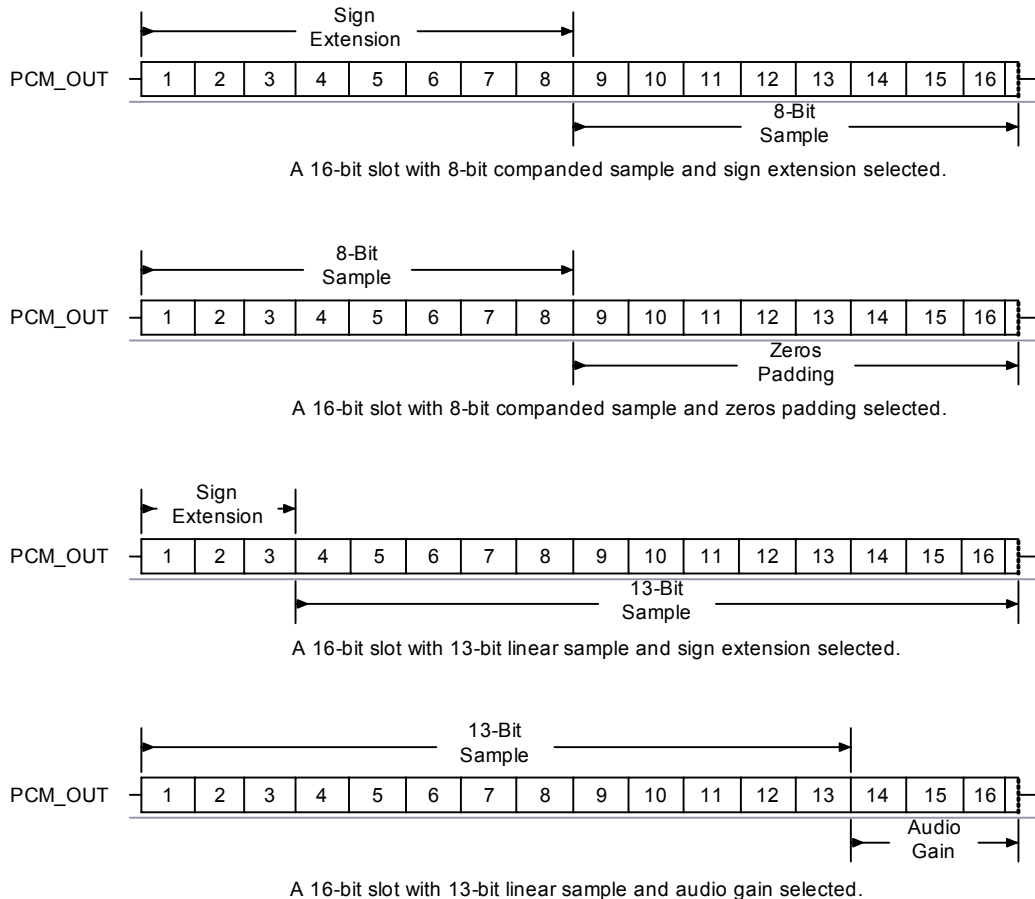 Sign
Extension
PCM_OUT 1 2 3 4 5 6 7 8 9 10 11 12 13 14 15 16
8-Bit
Sample
A 16-bit slot with 8-bit companded sample and sign extension selected.
8-Bit
Sample
PCM_OUT 1 2 3 4 5 6 7 8 9 10 11 12 13 14 15 16
Zeros
Padding
A 16-bit slot with 8-bit companded sample and zeros padding selected.
Sign
Extension
PCM_OUT 1 2 3 4 5 6 7 8 9 10 11 12 13 14 15 16
13-Bit
Sample
A 16-bit slot with 13-bit linear sample and sign extension selected.
13-Bit
Sample
PCM_OUT 1 2 3 4 5 6 7 8 9 10 11 12 13 14 15 16
Audio
Gain
A 16-bit slot with 13-bit linear sample and audio gain selected.